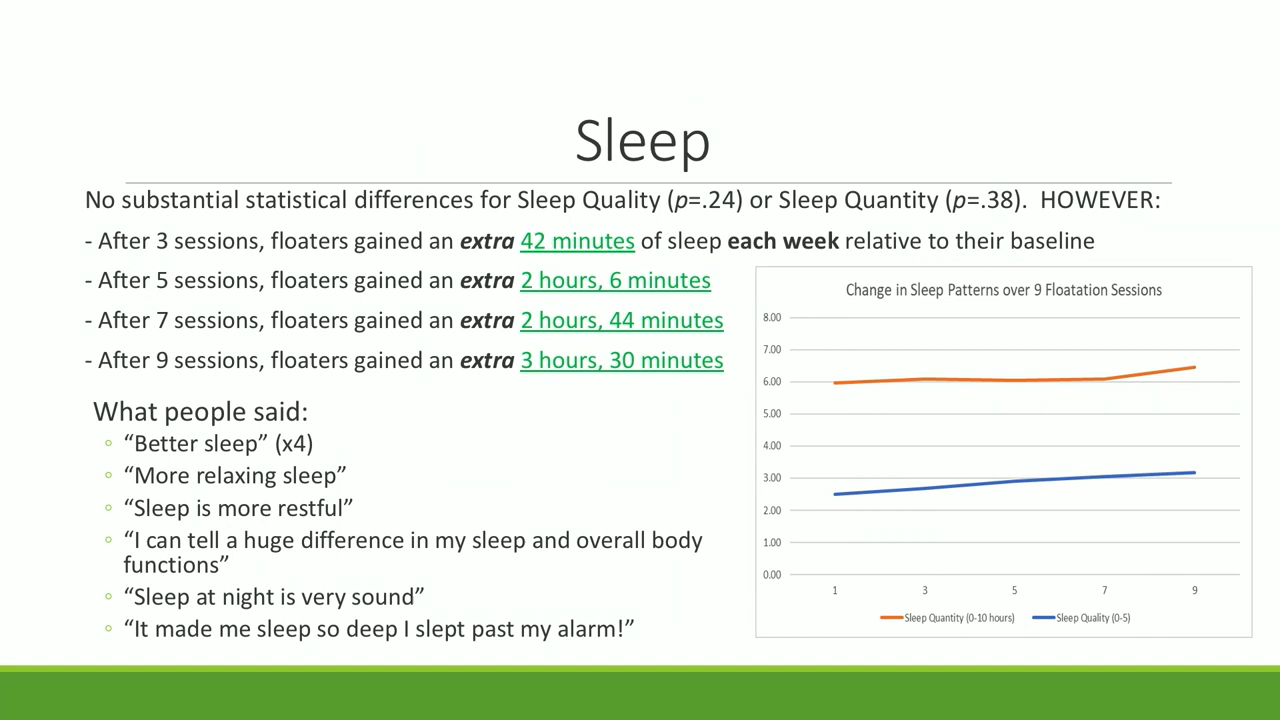 Sleep
No substantial statistical differences for Sleep Quality (p=.24) or Sleep Quantity (p=.38). HOWEVER:
- After 3 sessions, floaters gained an extra 42 minutes of sleep each week relative to their baseline
- After 5 sessions, floaters gained an extra 2 hours, 6 minutes
- After 7 sessions, floaters gained an extra 2 hours, 44 minutes
- After 9 sessions, floaters gained an extra 3 hours, 30 minutes
What people said:
◦ “Better sleep” (x4)
◦ “More relaxing sleep”
◦ “Sleep is more restful”
◦ “I can tell a huge difference in my sleep and overall body
functions”
◦ “Sleep at night is very sound”
◦ “It made me sleep so deep I slept past my alarm!”
Change in Sleep Patterns over 9 Floatation Sessions
8.00
7.00
6.00
5.00
4.00
3.00
2.00
1.00
0.00
1 3 5 7 9
Sleep Quantity (0-10 hours) Sleep Quality (0-5)